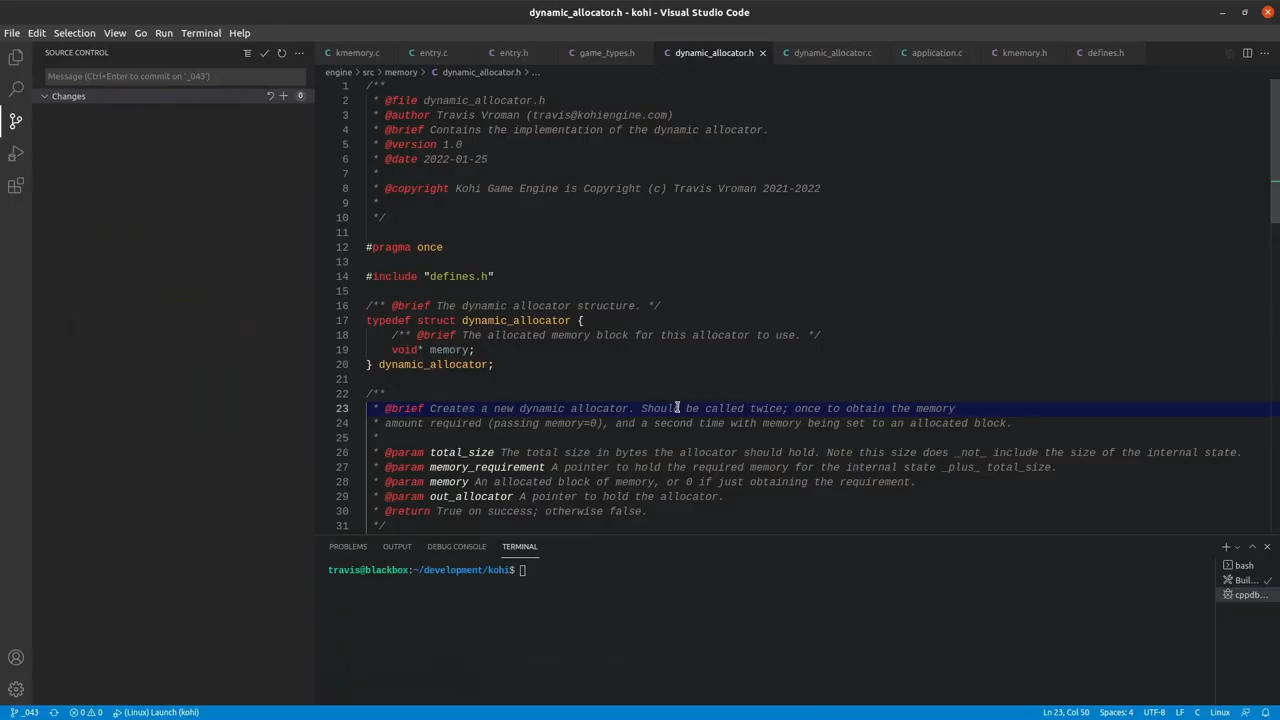 dynamic_allocator.h - kohi - Visual Studio Code
File Edit Selection View Go Run Terminal Help
SOURCE CONTROL
Message (Ctrl+Enter to commit on '_043')
Changes 0
kmemory.c entry.c entry.h game_types.h dynamic_allocator.h dynamic_allocator.c application.c kmemory.h defines.h
engine > src > memory > dynamic_allocator.h > ...
1 /**
2 * @file dynamic_allocator.h
3 * @author Travis Vroman (travis@kohiengine.com)
4 * @brief Contains the implementation of the dynamic allocator.
5 * @version 1.0
6 * @date 2022-01-25
7 *
8 * @copyright Kohi Game Engine is Copyright (c) Travis Vroman 2021-2022
9 *
10 */
11
12 #pragma once
13
14 #include "defines.h"
15
16 /** @brief The dynamic allocator structure. */
17 typedef struct dynamic_allocator {
18 /** @brief The allocated memory block for this allocator to use. */
19 void* memory;
20 } dynamic_allocator;
21
22 /**
23 * @brief Creates a new dynamic allocator. Should be called twice; once to obtain the memory
24 * amount required (passing memory=0), and a second time with memory being set to an allocated block.
25 *
26 * @param total_size The total size in bytes the allocator should hold. Note this size does _not_ include the size of the internal state.
27 * @param memory_requirement A pointer to hold the required memory for the internal state _plus_ total_size.
28 * @param memory An allocated block of memory, or 0 if just obtaining the requirement.
29 * @param out_allocator A pointer to hold the allocator.
30 * @return True on success; otherwise false.
31 */
PROBLEMS OUTPUT DEBUG CONSOLE TERMINAL
travis@blackbox:~/development/kohi$
bash
Buil...
cppdb...
_043 0 0 (Linux) Launch (kohi) Ln 23, Col 50 Spaces: 4 UTF-8 LF C Linux